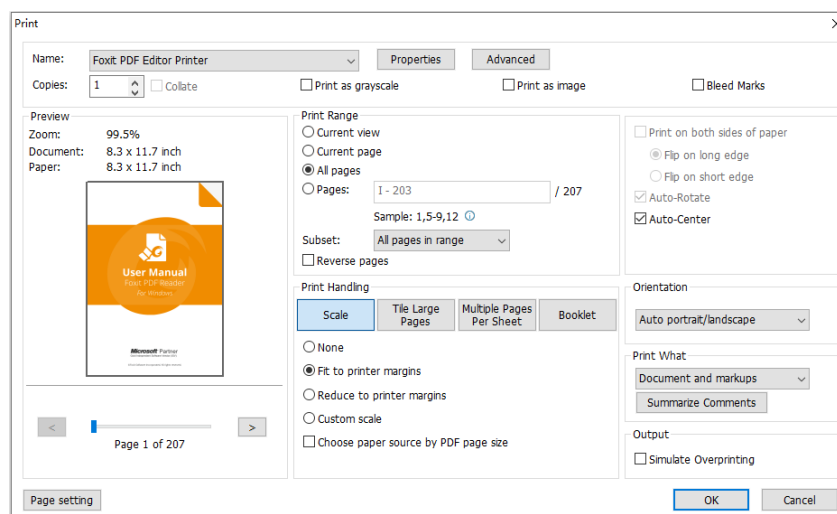 Print
Name: Foxit PDF Editor Printer Properties Advanced
Copies: 1 Collate Print as grayscale Print as image Bleed Marks
Preview
Zoom: 99.5%
Document: 8.3 x 11.7 inch
Paper: 8.3 x 11.7 inch
User Manual
Foxit PDF Reader
For Windows
Microsoft Partner
< >
Page 1 of 207
Print Range
Current view
Current page
All pages
Pages: I - 203 / 207
Sample: 1,5-9,12
Subset: All pages in range
Reverse pages
Print Handling
Scale
Tile Large
Pages
Multiple Pages
Per Sheet
Booklet
None
Fit to printer margins
Reduce to printer margins
Custom scale
Choose paper source by PDF page size
Print on both sides of paper
Flip on long edge
Flip on short edge
Auto-Rotate
Auto-Center
Orientation
Auto portrait/landscape
Print What
Document and markups
Summarize Comments
Output
Simulate Overprinting
Page setting OK Cancel